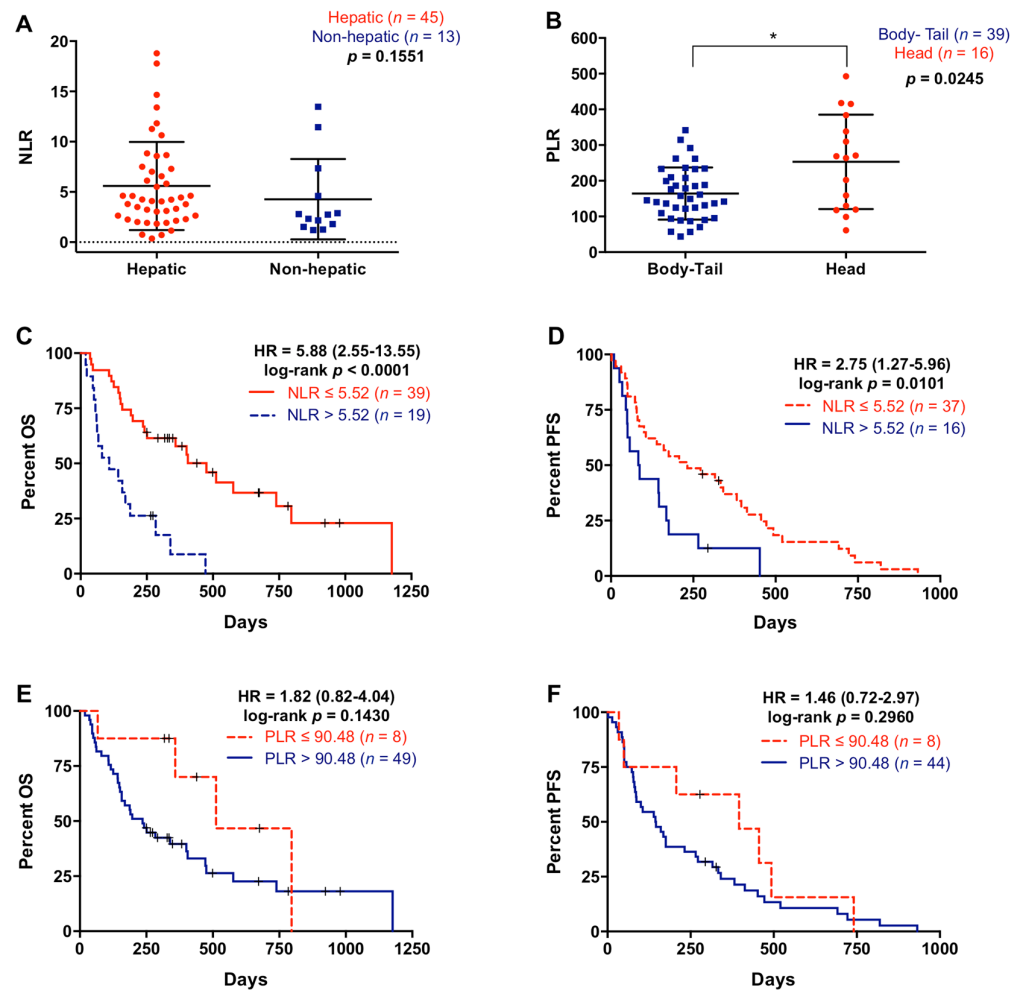 A
Hepatic (n = 45)
Non-hepatic (n = 13)
p = 0.1551
NLR
20
15
10
5
0
Hepatic
Non-hepatic
B
Body- Tail (n = 39)
Head (n = 16)
p = 0.0245
*
PLR
600
500
400
300
200
100
0
Body-Tail
Head
C
HR = 5.88 (2.55-13.55)
log-rank p < 0.0001
NLR ≤ 5.52 (n = 39)
NLR > 5.52 (n = 19)
Percent OS
100
75
50
25
0
0 250 500 750 1000 1250
Days
D
HR = 2.75 (1.27-5.96)
log-rank p = 0.0101
NLR ≤ 5.52 (n = 37)
NLR > 5.52 (n = 16)
Percent PFS
100
75
50
25
0
0 250 500 750 1000
Days
E
HR = 1.82 (0.82-4.04)
log-rank p = 0.1430
PLR ≤ 90.48 (n = 8)
PLR > 90.48 (n = 49)
Percent OS
100
75
50
25
0
0 250 500 750 1000 1250
Days
F
HR = 1.46 (0.72-2.97)
log-rank p = 0.2960
PLR ≤ 90.48 (n = 8)
PLR > 90.48 (n = 44)
Percent PFS
100
75
50
25
0
0 250 500 750 1000
Days